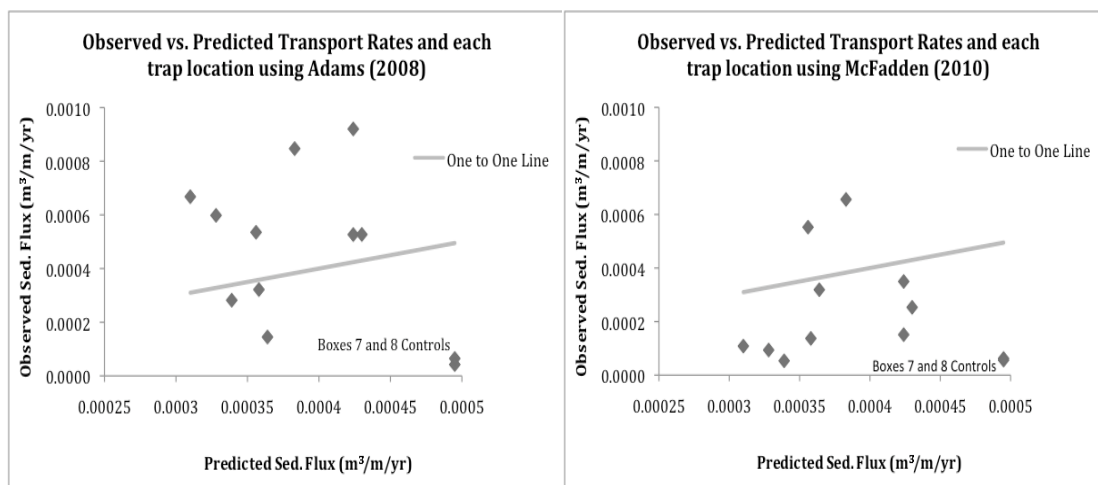 Observed vs. Predicted Transport Rates and each
trap location using Adams (2008)
Observed Sed. Flux (m³/m/yr)
0.0010
0.0008
0.0006
0.0004
0.0002
0.0000
One to One Line
Boxes 7 and 8 Controls
0.00025 0.0003 0.00035 0.0004 0.00045 0.0005
Predicted Sed. Flux (m³/m/yr)
Observed vs. Predicted Transport Rates and each
trap location using McFadden (2010)
Observed Sed. Flux (m³/m/yr)
0.0010
0.0008
0.0006
0.0004
0.0002
0.0000
One to One Line
Boxes 7 and 8 Controls
0.00025 0.0003 0.00035 0.0004 0.00045 0.0005
Predicted Sed. Flux (m³/m/yr)